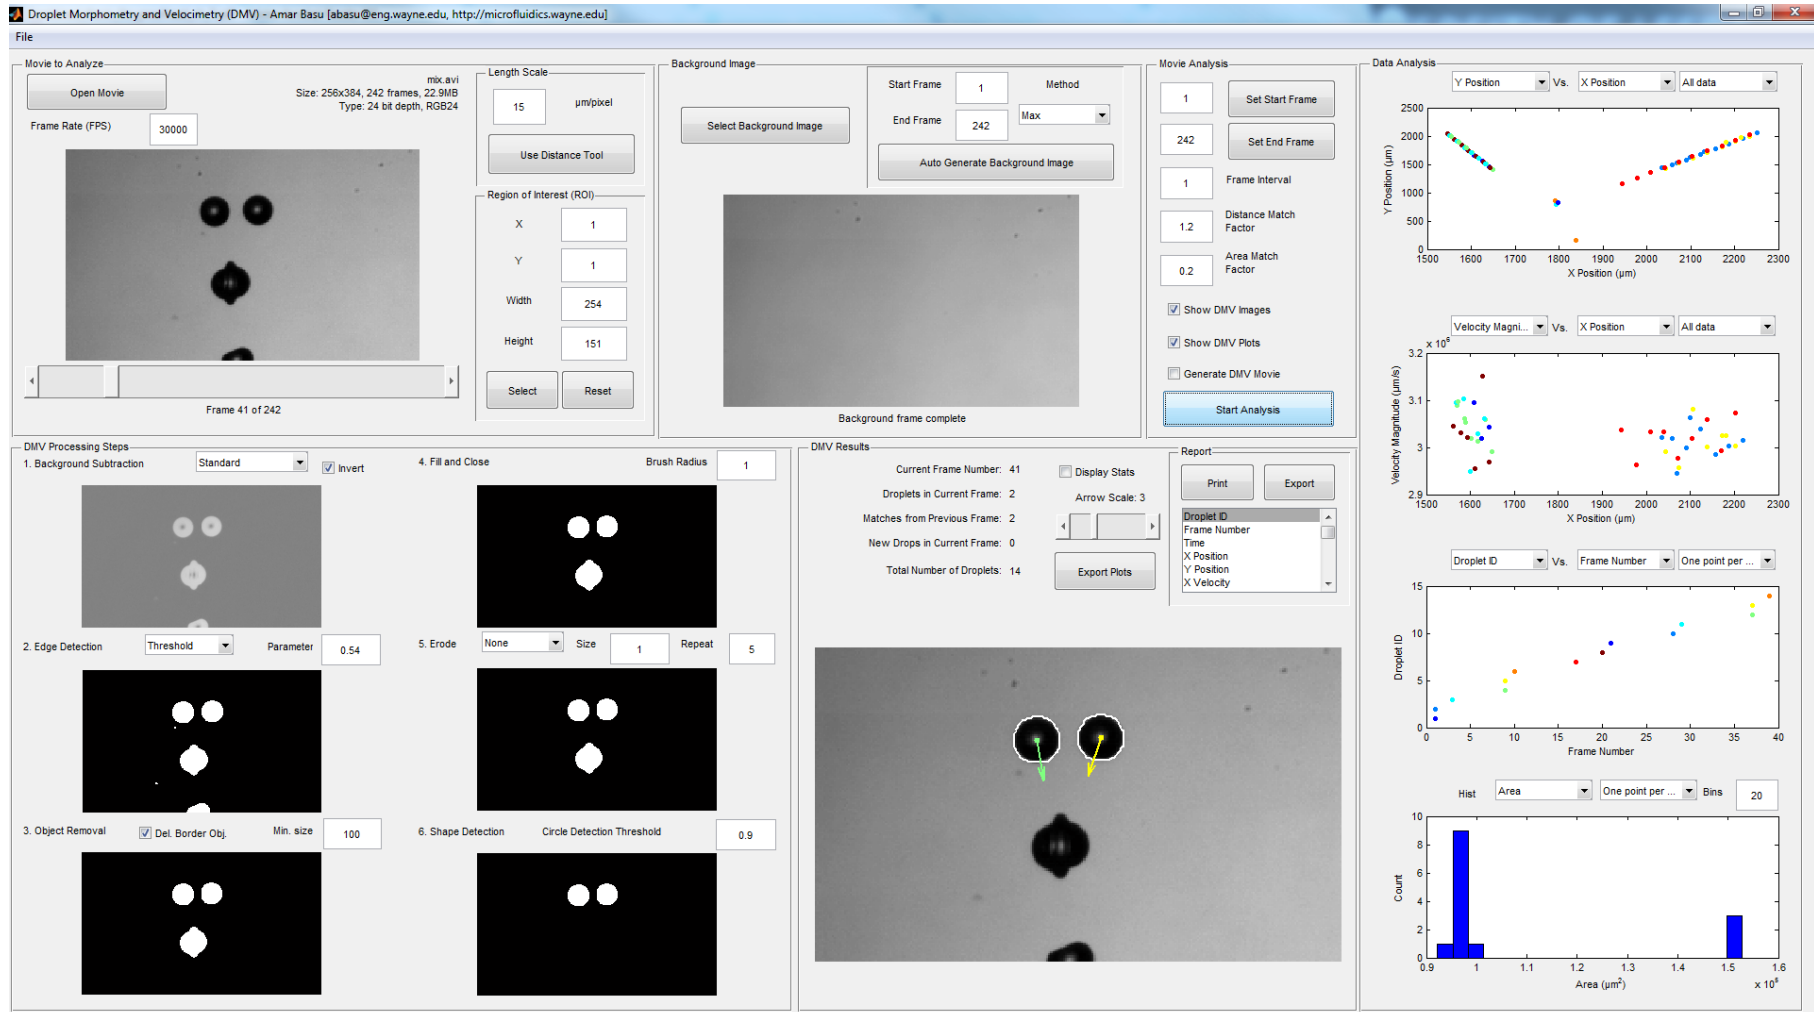 Droplet Morphometry and Velocimetry (DMV) - Amar Basu [abasu@eng.wayne.edu, http://microfluidics.wayne.edu]
File
Movie to Analyze
Open Movie
mix.avi
Size: 256x384, 242 frames, 22.9MB
Type: 24 bit depth, RGB24
Frame Rate (FPS) 30000
Frame 41 of 242
Length Scale
15 µm/pixel
Use Distance Tool
Region of Interest (ROI)
X 1
Y 1
Width 254
Height 151
Select Reset
Background Image
Select Background Image
Start Frame 1 Method
End Frame 242 Max
Auto Generate Background Image
Background frame complete
Movie Analysis
1 Set Start Frame
242 Set End Frame
1 Frame Interval
1.2 Distance Match Factor
0.2 Area Match Factor
Show DMV Images
Show DMV Plots
Generate DMV Movie
Start Analysis
DMV Processing Steps
1. Background Subtraction Standard Invert
2. Edge Detection Threshold Parameter 0.54
3. Object Removal Del. Border Obj. Min. size 100
4. Fill and Close Brush Radius 1
5. Erode None Size 1 Repeat 5
6. Shape Detection Circle Detection Threshold 0.9
DMV Results
Current Frame Number: 41
Droplets in Current Frame: 2
Matches from Previous Frame: 2
New Drops in Current Frame: 0
Total Number of Droplets: 14
Display Stats
Arrow Scale: 3
Export Plots
Report
Print Export
Droplet ID
Frame Number
Time
X Position
Y Position
X Velocity
Data Analysis
Y Position Vs. X Position All data
2500
2000
1500
1000
500
0
Y Position (µm)
1500 1600 1700 1800 1900 2000 2100 2200 2300
X Position (µm)
Velocity Magni... Vs. X Position All data
x 10⁶
3.2
3.1
3
2.9
Velocity Magnitude (µm/s)
1500 1600 1700 1800 1900 2000 2100 2200 2300
X Position (µm)
Droplet ID Vs. Frame Number One point per ...
15
10
5
0
Droplet ID
0 5 10 15 20 25 30 35 40
Frame Number
Hist Area One point per ... Bins 20
10
8
6
4
2
0
Count
0.9 1 1.1 1.2 1.3 1.4 1.5 1.6
Area (µm²) x 10⁶